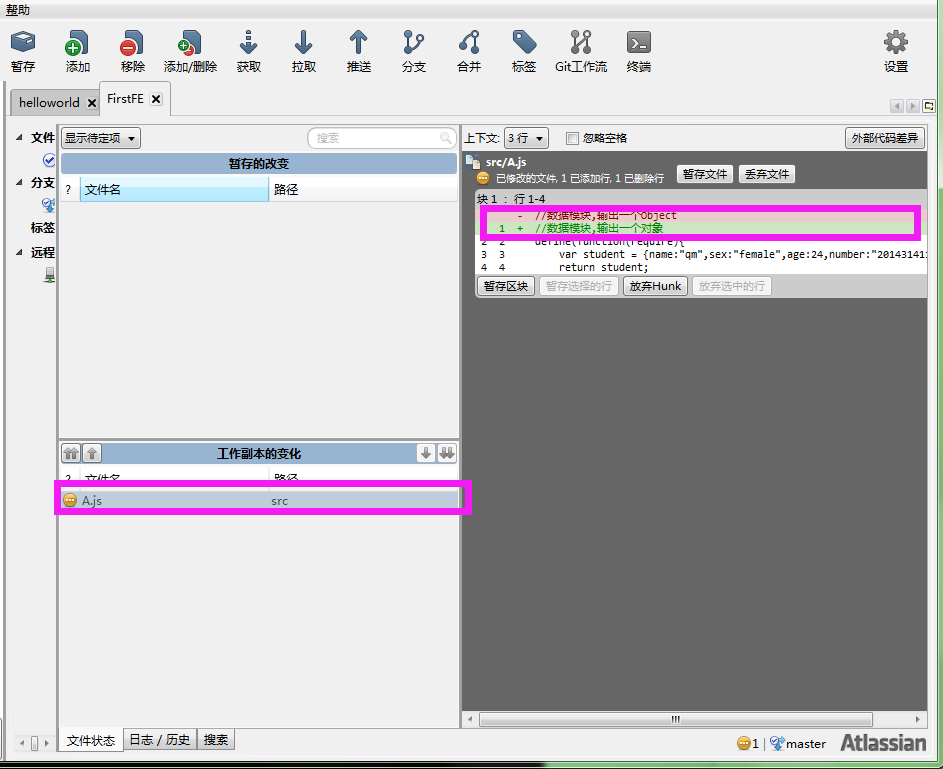 帮助
暂存 添加 移除 添加/删除 获取 拉取 推送 分支 合并 标签 Git工作流 终端 设置
helloworld FirstFE
文件
分支
标签
远程
显示待定项 搜索
暂存的改变
? 文件名 路径
工作副本的变化
? 文件名 路径
A.js src
上下文: 3 行 忽略空格 外部代码差异
src/A.js
已修改的文件, 1 已添加行, 1 已删除行 暂存文件 丢弃文件
块 1 : 行 1-4
- //数据模块,输出一个Object
1 + //数据模块,输出一个对象
2 2 define(function(require){
3 3 var student = {name:"qm",sex:"female",age:24,number:"20143141
4 4 return student;
暂存区块 暂存选择的行 放弃Hunk 放弃选中的行
文件状态 日志 / 历史 搜索
1 master Atlassian